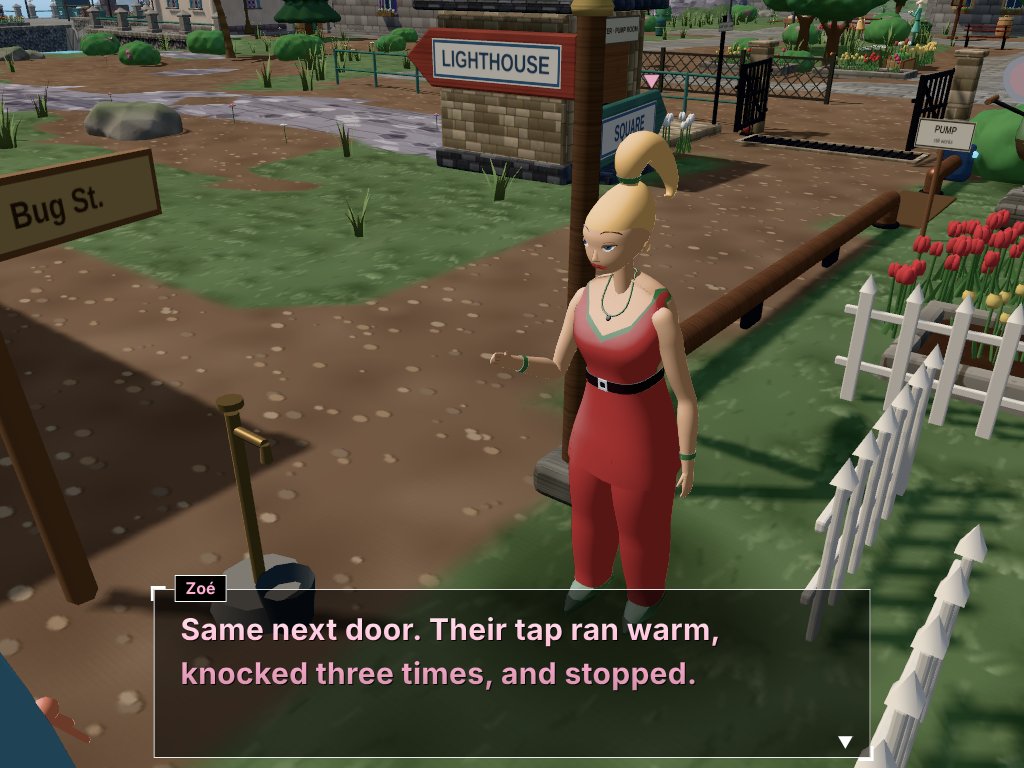 LIGHTHOUSE
SQUARE
PUMP
Bug St.
Zoé
Same next door. Their tap ran warm,
knocked three times, and stopped.